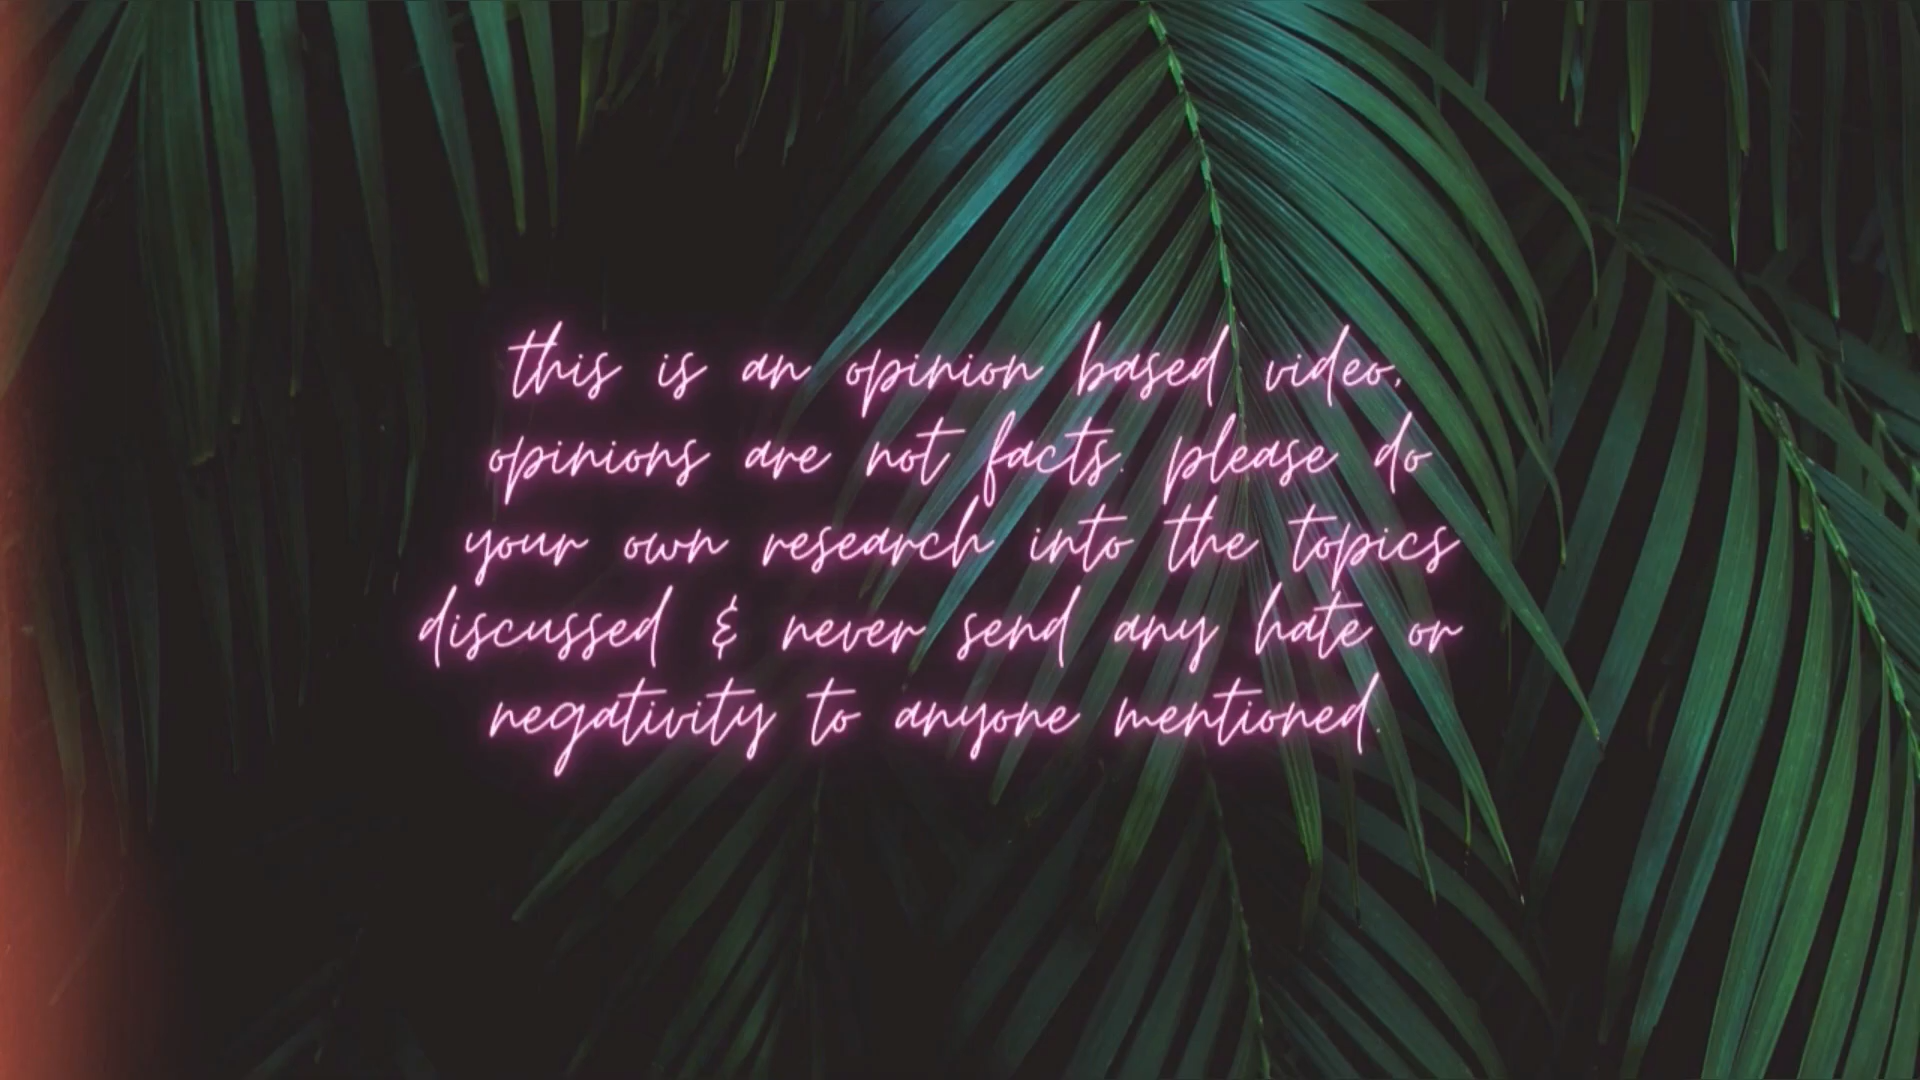 this is an opinion based video,
opinions are not facts. please do
your own research into the topics
discussed & never send any hate or
negativity to anyone mentioned.